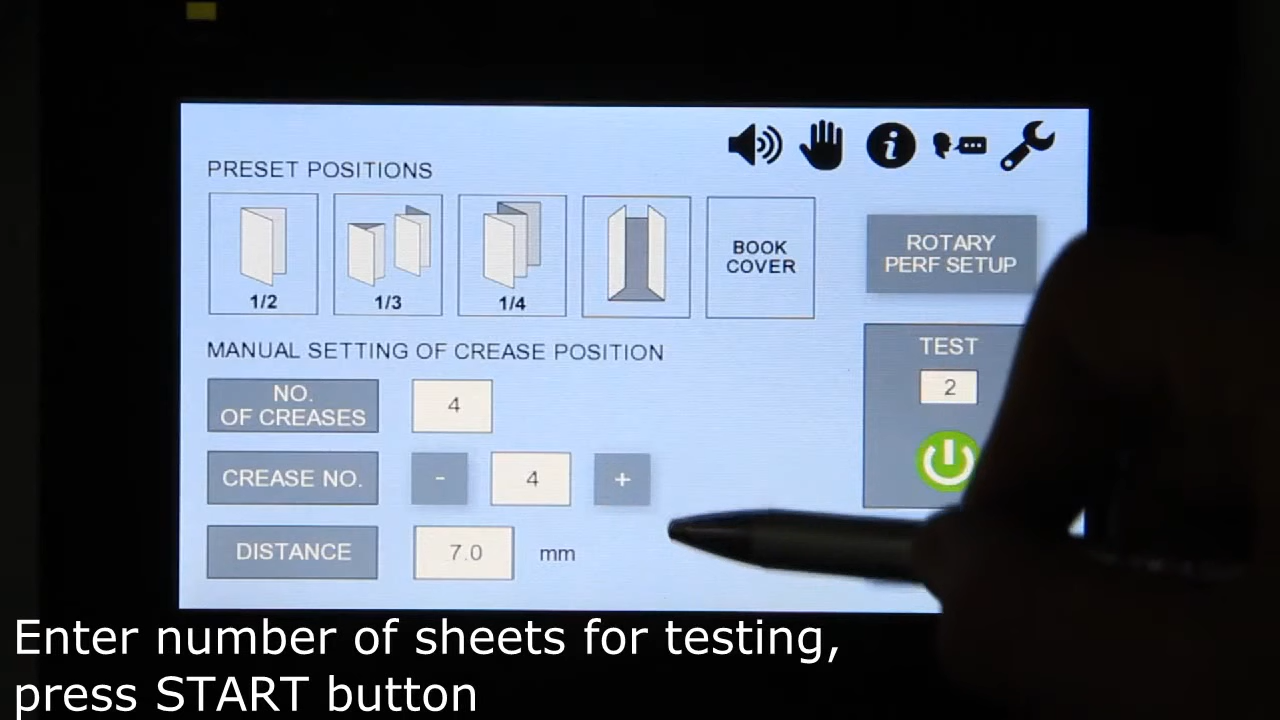 PRESET POSITIONS
1/2
1/3
1/4
BOOK
COVER
ROTARY
PERF SETUP
MANUAL SETTING OF CREASE POSITION
TEST
2
NO.
OF CREASES
4
CREASE NO.
-
4
+
DISTANCE
7.0
mm
Enter number of sheets for testing,
press START button